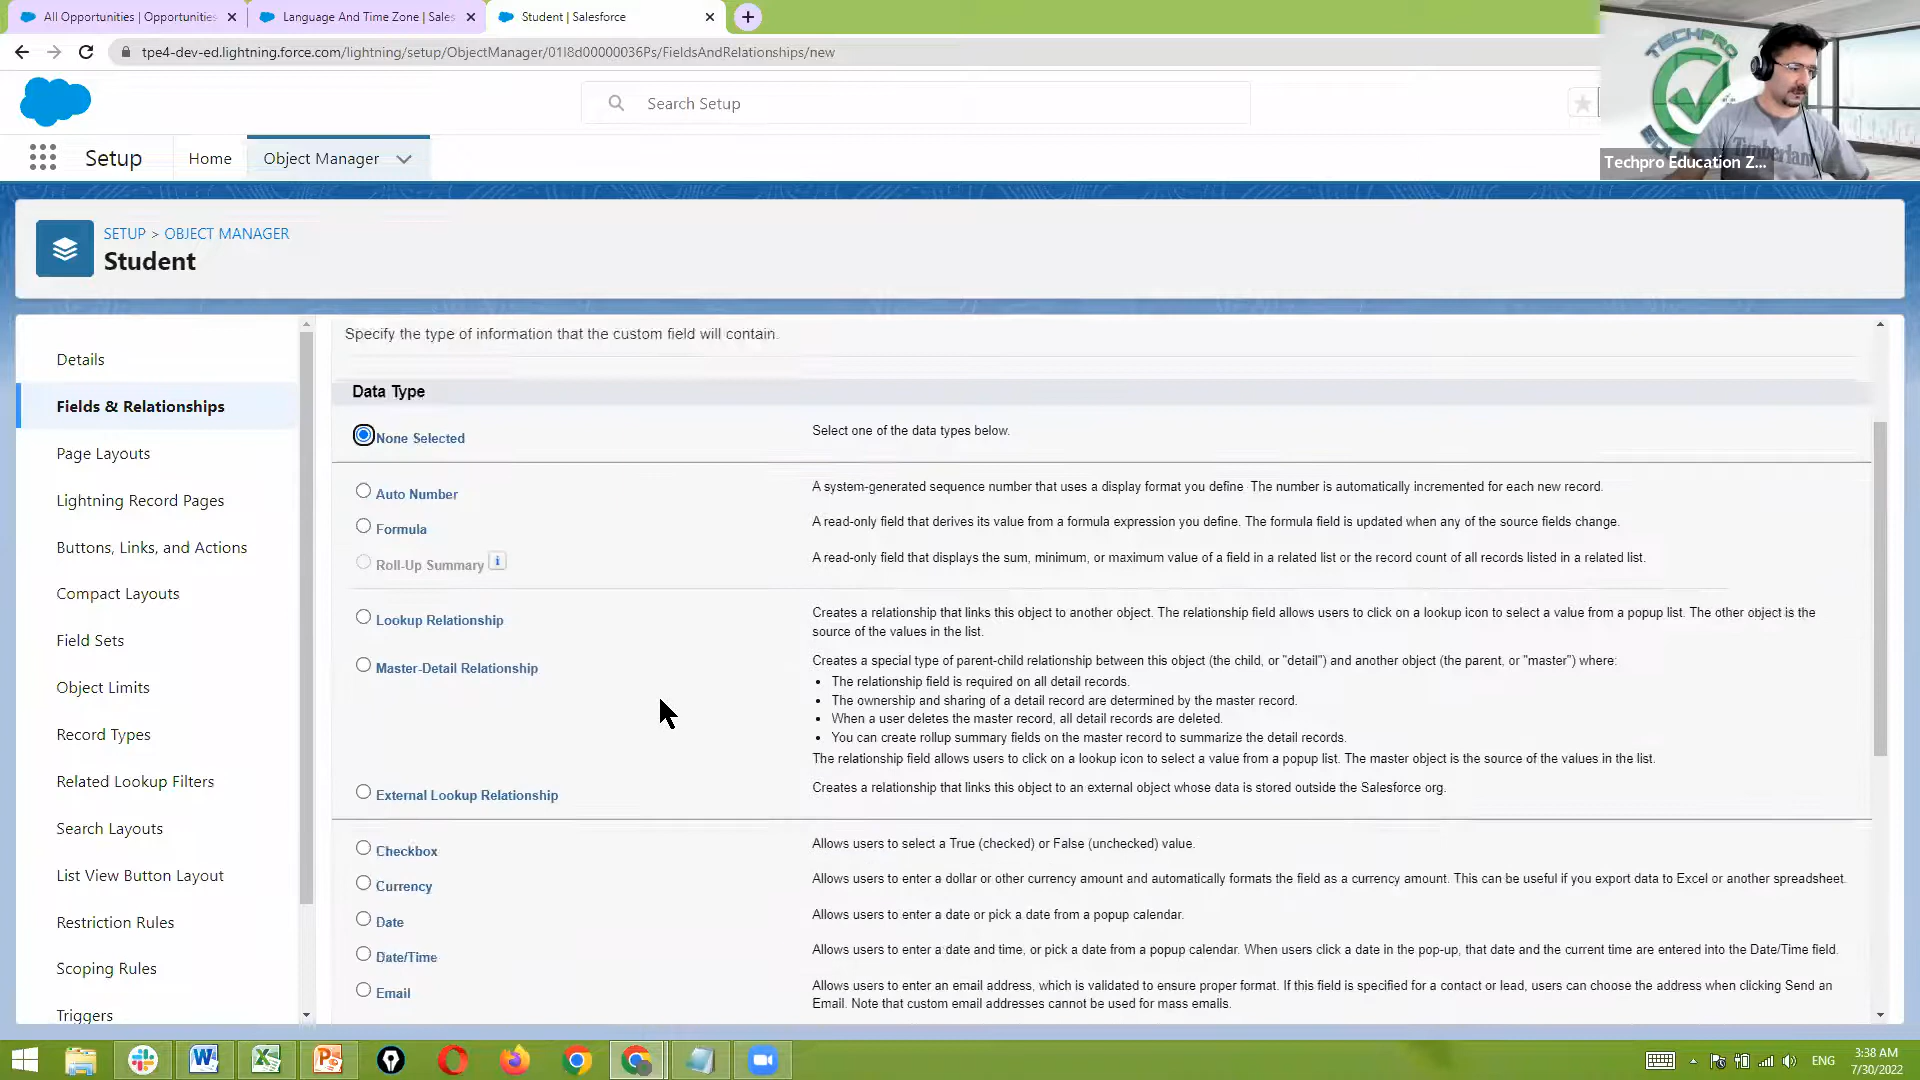 All Opportunities | Opportunities
Language And Time Zone | Sales
Student | Salesforce
tpe4-dev-ed.lightning.force.com/lightning/setup/ObjectManager/01I8d00000036Ps/FieldsAndRelationships/new
TECHPRO
Timberland
Techpro Education Z...
Search Setup
Setup
Home
Object Manager
SETUP > OBJECT MANAGER
Student
Details
Fields & Relationships
Page Layouts
Lightning Record Pages
Buttons, Links, and Actions
Compact Layouts
Field Sets
Object Limits
Record Types
Related Lookup Filters
Search Layouts
List View Button Layout
Restriction Rules
Scoping Rules
Triggers
Specify the type of information that the custom field will contain.
Data Type
None Selected
Select one of the data types below.
Auto Number
A system-generated sequence number that uses a display format you define. The number is automatically incremented for each new record.
Formula
A read-only field that derives its value from a formula expression you define. The formula field is updated when any of the source fields change.
Roll-Up Summary i
A read-only field that displays the sum, minimum, or maximum value of a field in a related list or the record count of all records listed in a related list.
Lookup Relationship
Creates a relationship that links this object to another object. The relationship field allows users to click on a lookup icon to select a value from a popup list. The other object is the
source of the values in the list.
Master-Detail Relationship
Creates a special type of parent-child relationship between this object (the child, or "detail") and another object (the parent, or "master") where:
• The relationship field is required on all detail records.
• The ownership and sharing of a detail record are determined by the master record.
• When a user deletes the master record, all detail records are deleted.
• You can create rollup summary fields on the master record to summarize the detail records.
The relationship field allows users to click on a lookup icon to select a value from a popup list. The master object is the source of the values in the list.
External Lookup Relationship
Creates a relationship that links this object to an external object whose data is stored outside the Salesforce org.
Checkbox
Allows users to select a True (checked) or False (unchecked) value.
Currency
Allows users to enter a dollar or other currency amount and automatically formats the field as a currency amount. This can be useful if you export data to Excel or another spreadsheet.
Date
Allows users to enter a date or pick a date from a popup calendar.
Date/Time
Allows users to enter a date and time, or pick a date from a popup calendar. When users click a date in the pop-up, that date and the current time are entered into the Date/Time field.
Email
Allows users to enter an email address, which is validated to ensure proper format. If this field is specified for a contact or lead, users can choose the address when clicking Send an
Email. Note that custom email addresses cannot be used for mass emails.
ENG
3:38 AM
7/30/2022